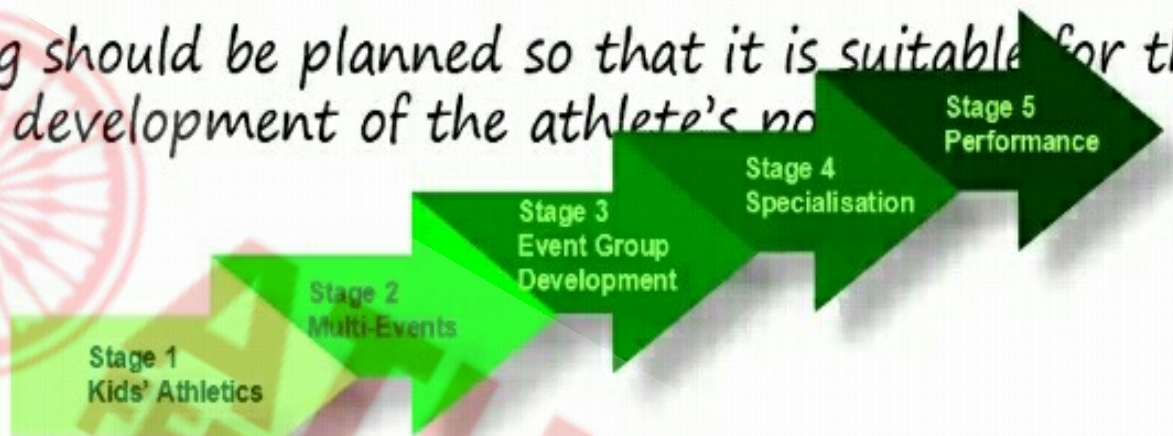 should be planned so that it is suitable for
development of the athlete's
Stage 5
Performance
Stage 4
Specialisation
Stage 3
Event Group
Development
Stage 2
Multi-Events
Stage 1
Kids' Athletics